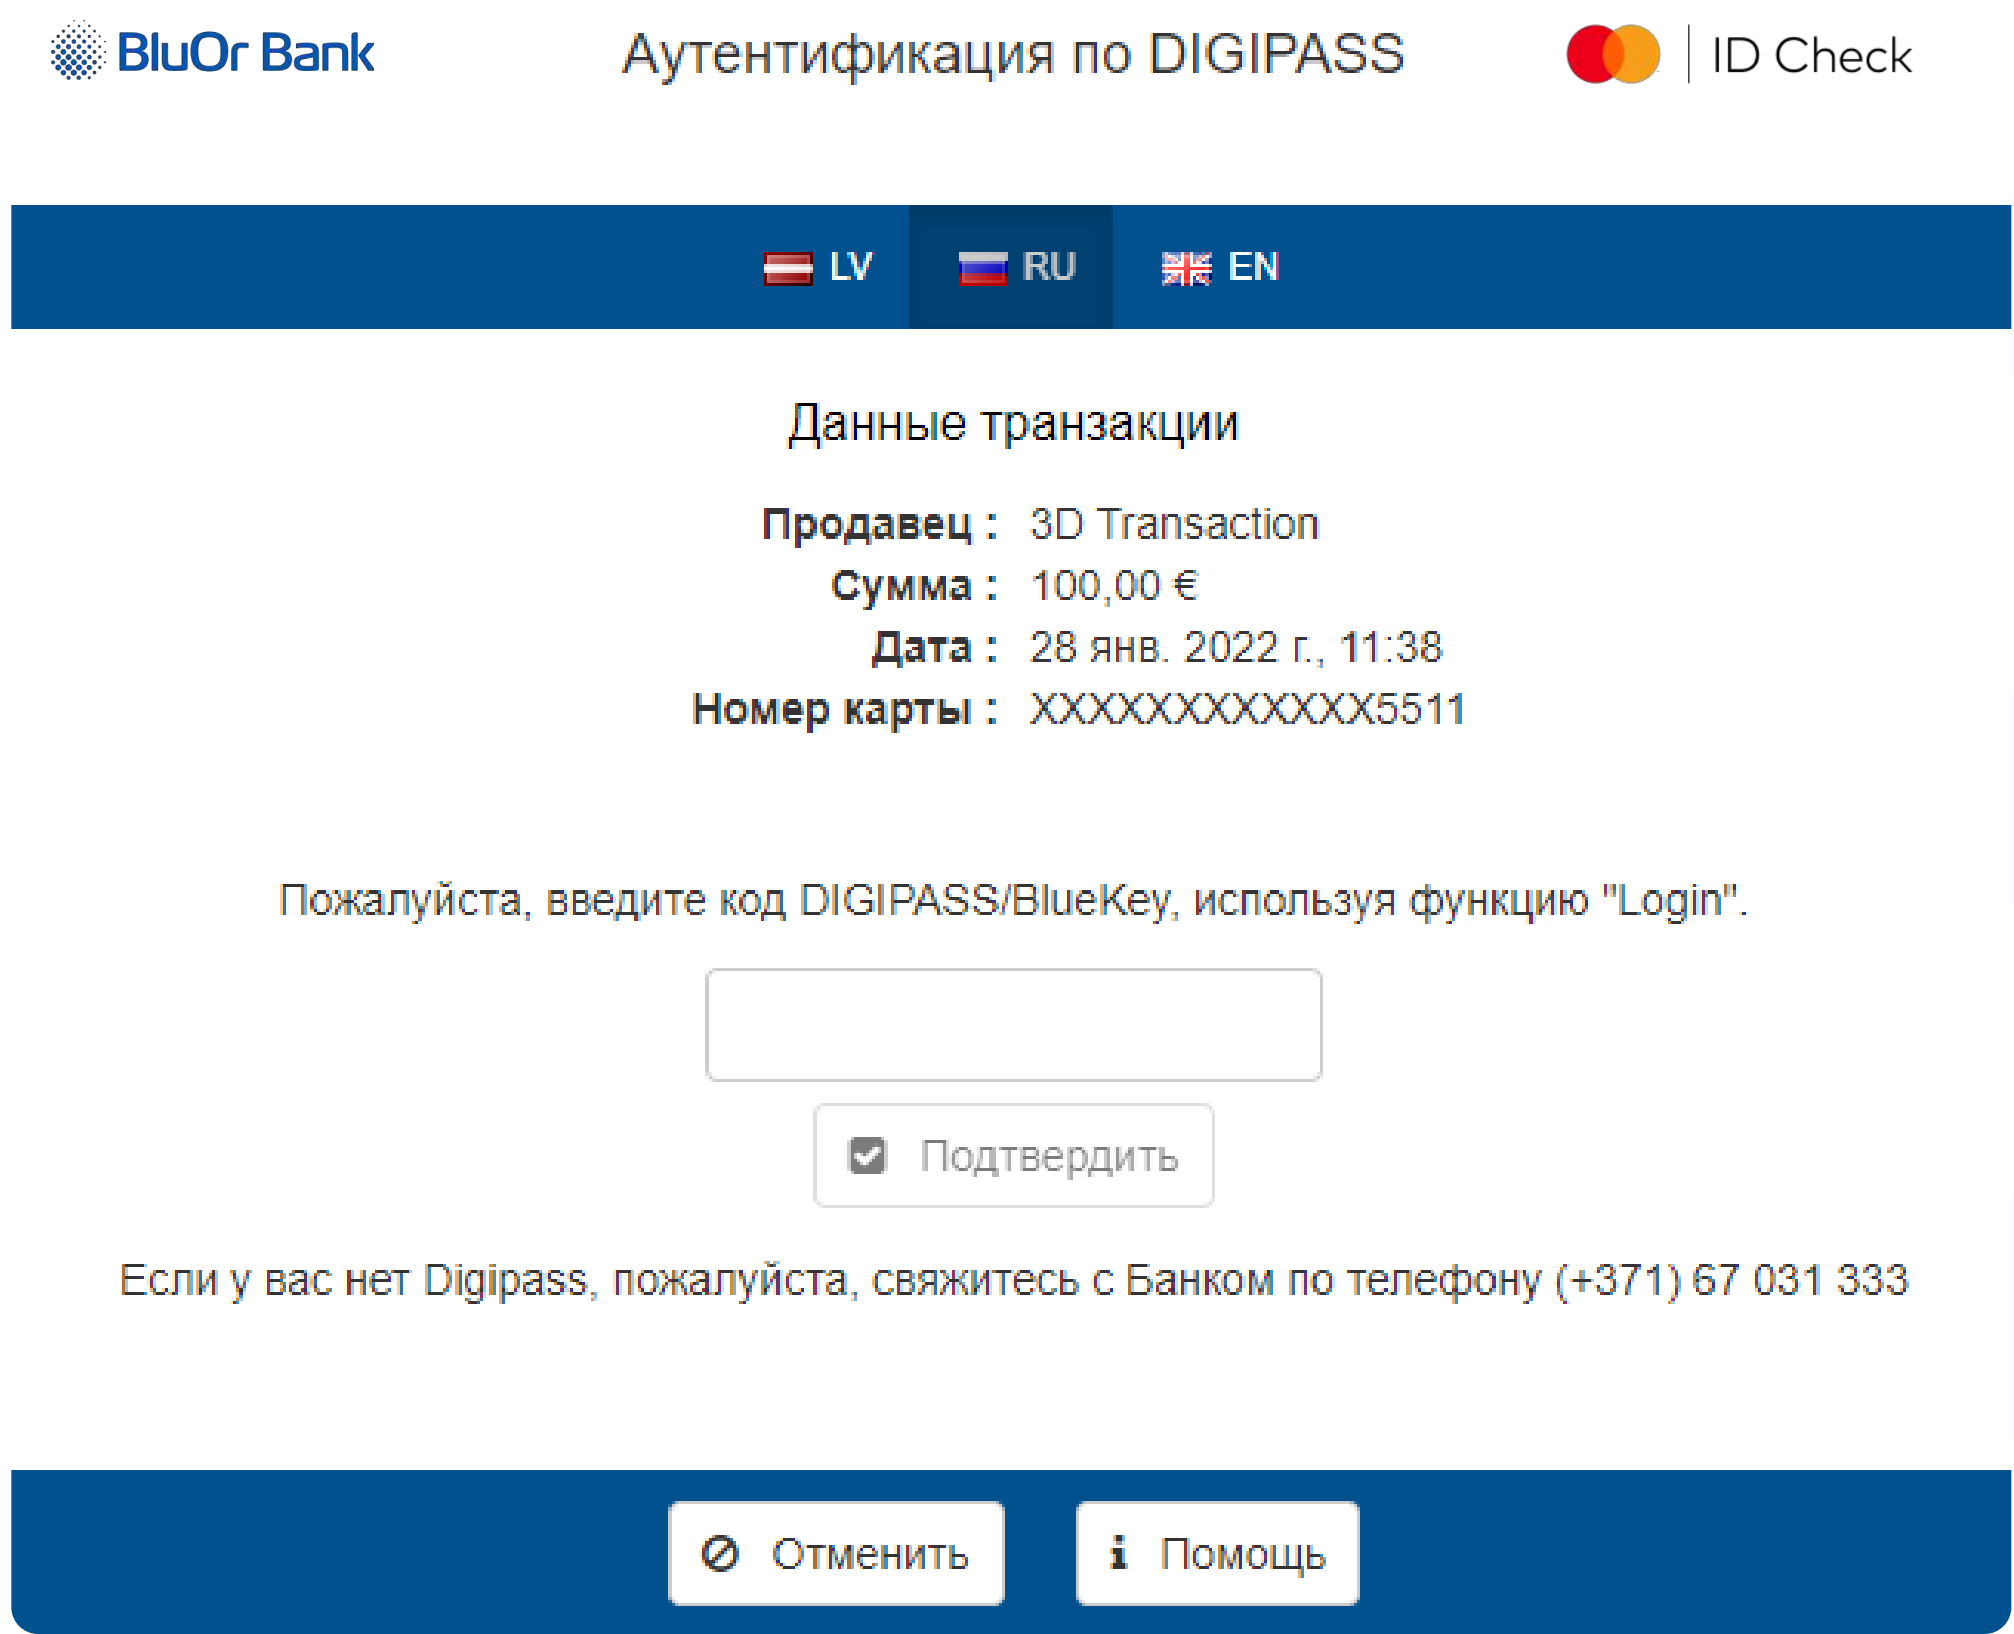 BluOr Bank
Аутентификация по DIGIPASS
ID Check
LV RU EN
Данные транзакции
Продавец : 3D Transaction
Сумма : 100,00 €
Дата : 28 янв. 2022 г., 11:38
Номер карты : XXXXXXXXXXXX5511
Пожалуйста, введите код DIGIPASS/BlueKey, используя функцию "Login".
Подтвердить
Если у вас нет Digipass, пожалуйста, свяжитесь с Банком по телефону (+371) 67 031 333
Отменить
Помощь